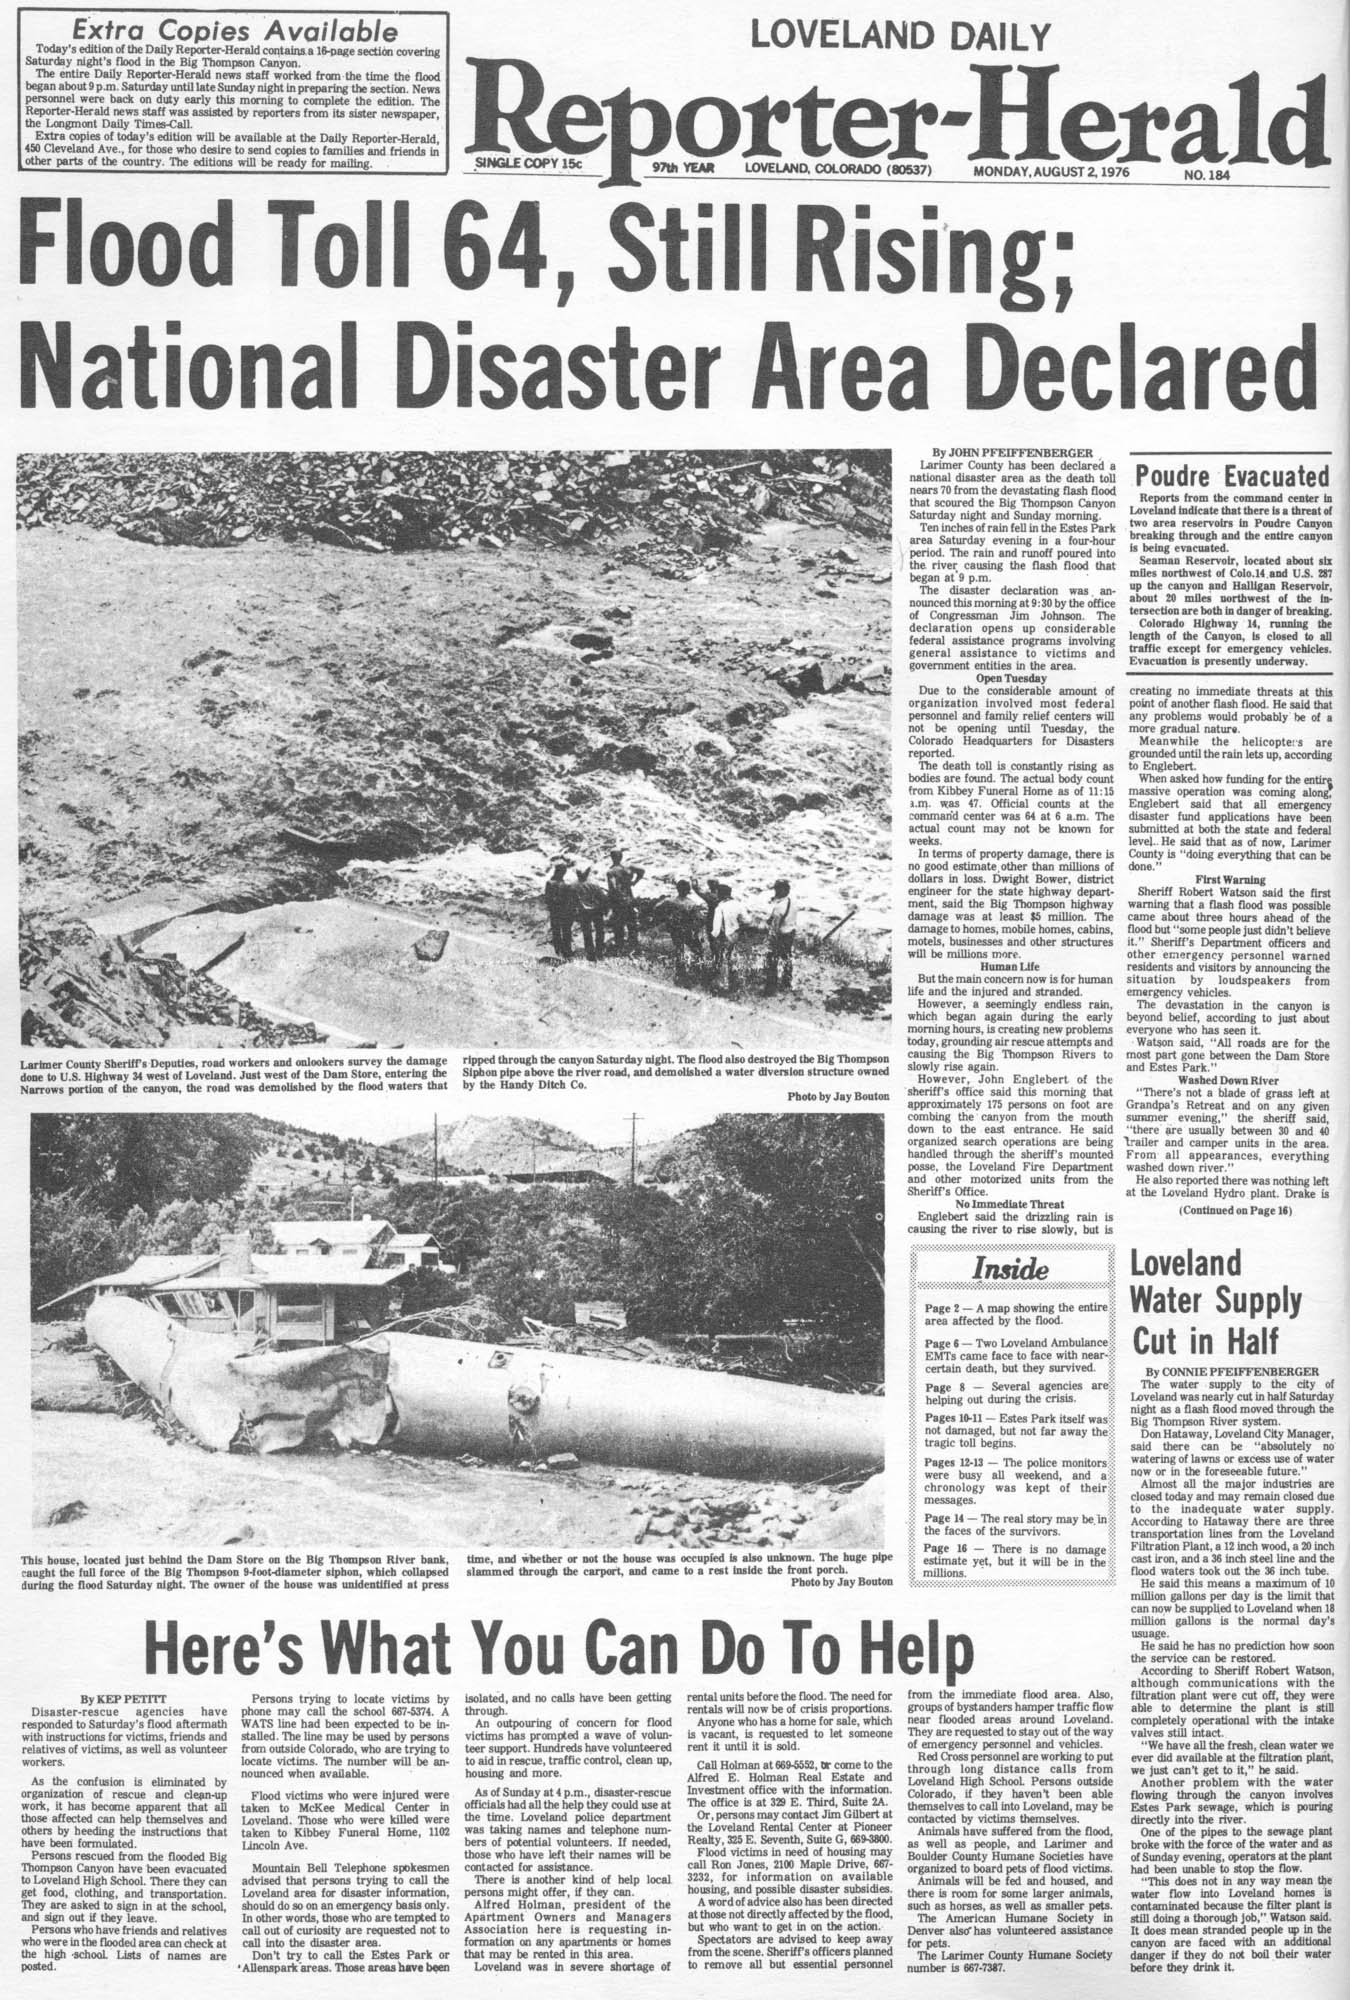 Extra Copies Available
Today's edition of the Daily Reporter-Herald contains a 16-page section covering
Saturday night's flood in the Big Thompson Canyon.
The entire Daily Reporter-Herald news staff worked from the time the flood
began about 9 p.m. Saturday until late Sunday night in preparing the section. News
personnel were back on duty early this morning to complete the edition. The
Reporter-Herald news staff was assisted by reporters from its sister newspaper,
the Longmont Daily Times-Call.
Extra copies of today's edition will be available at the Daily Reporter-Herald,
450 Cleveland Ave., for those who desire to send copies to families and friends in
other parts of the country. The editions will be ready for mailing.
LOVELAND DAILY
Reporter-Herald
SINGLE COPY 15c 97th YEAR LOVELAND, COLORADO (80537) MONDAY, AUGUST 2, 1976 NO. 184
Flood Toll 64, Still Rising;
National Disaster Area Declared
Larimer County Sheriff's Deputies, road workers and onlookers survey the damage
done to U.S. Highway 34 west of Loveland. Just west of the Dam Store, entering the
Narrows portion of the canyon, the road was demolished by the flood waters that
ripped through the canyon Saturday night. The flood also destroyed the Big Thompson
Siphon pipe above the river road, and demolished a water diversion structure owned
by the Handy Ditch Co.
Photo by Jay Bouton
This house, located just behind the Dam Store on the Big Thompson River bank,
caught the full force of the Big Thompson 9-foot-diameter siphon, which collapsed
during the flood Saturday night. The owner of the house was unidentified at press
time, and whether or not the house was occupied is also unknown. The huge pipe
slammed through the carport, and came to a rest inside the front porch.
Photo by Jay Bouton
By JOHN PFEIFFENBERGER
Larimer County has been declared a
national disaster area as the death toll
nears 70 from the devastating flash flood
that scoured the Big Thompson Canyon
Saturday night and Sunday morning.
Ten inches of rain fell in the Estes Park
area Saturday evening in a four-hour
period. The rain and runoff poured into
the river causing the flash flood that
began at 9 p.m.
The disaster declaration was an-
nounced this morning at 9:30 by the office
of Congressman Jim Johnson. The
declaration opens up considerable
federal assistance programs involving
general assistance to victims and
government entities in the area.
Open Tuesday
Due to the considerable amount of
organization involved most federal
personnel and family relief centers will
not be opening until Tuesday, the
Colorado Headquarters for Disasters
reported.
The death toll is constantly rising as
bodies are found. The actual body count
from Kibbey Funeral Home as of 11:15
a.m. was 47. Official counts at the
command center was 64 at 6 a.m. The
actual count may not be known for
weeks.
In terms of property damage, there is
no good estimate other than millions of
dollars in loss. Dwight Bower, district
engineer for the state highway depart-
ment, said the Big Thompson highway
damage was at least $5 million. The
damage to homes, mobile homes, cabins,
motels, businesses and other structures
will be millions more.
Human Life
But the main concern now is for human
life and the injured and stranded.
However, a seemingly endless rain,
which began again during the early
morning hours, is creating new problems
today, grounding air rescue attempts and
causing the Big Thompson Rivers to
slowly rise again.
However, John Englebert of the
sheriff's office said this morning that
approximately 175 persons on foot are
combing the canyon from the mouth
down to the east entrance. He said
organized search operations are being
handled through the sheriff's mounted
posse, the Loveland Fire Department
and other motorized units from the
Sheriff's Office.
No Immediate Threat
Englebert said the drizzling rain is
causing the river to rise slowly, but is
Poudre Evacuated
Reports from the command center in
Loveland indicate that there is a threat of
two area reservoirs in Poudre Canyon
breaking through and the entire canyon
is being evacuated.
Seaman Reservoir, located about six
miles northwest of Colo.14 and U.S. 287
up the canyon and Halligan Reservoir,
about 20 miles northwest of the in-
tersection are both in danger of breaking.
Colorado Highway 14, running the
length of the Canyon, is closed to all
traffic except for emergency vehicles.
Evacuation is presently underway.
creating no immediate threats at this
point of another flash flood. He said that
any problems would probably be of a
more gradual nature.
Meanwhile the helicopters are
grounded until the rain lets up, according
to Englebert.
When asked how funding for the entire
massive operation was coming along,
Englebert said that all emergency
disaster fund applications have been
submitted at both the state and federal
level. He said that as of now, Larimer
County is "doing everything that can be
done."
First Warning
Sheriff Robert Watson said the first
warning that a flash flood was possible
came about three hours ahead of the
flood but "some people just didn't believe
it." Sheriff's Department officers and
other emergency personnel warned
residents and visitors by announcing the
situation by loudspeakers from
emergency vehicles.
The devastation in the canyon is
beyond belief, according to just about
everyone who has seen it.
Watson said, "All roads are for the
most part gone between the Dam Store
and Estes Park."
Washed Down River
"There's not a blade of grass left at
Grandpa's Retreat and on any given
summer evening," the sheriff said,
"there are usually between 30 and 40
trailer and camper units in the area.
From all appearances, everything
washed down river."
He also reported there was nothing left
at the Loveland Hydro plant. Drake is
(Continued on Page 16)
Inside
Page 2 — A map showing the entire
area affected by the flood.
Page 6 — Two Loveland Ambulance
EMTs came face to face with near-
certain death, but they survived.
Page 8 — Several agencies are
helping out during the crisis.
Pages 10-11 — Estes Park itself was
not damaged, but not far away the
tragic toll begins.
Pages 12-13 — The police monitors
were busy all weekend, and a
chronology was kept of their
messages.
Page 14 — The real story may be in
the faces of the survivors.
Page 16 — There is no damage
estimate yet, but it will be in the
millions.
Loveland
Water Supply
Cut in Half
By CONNIE PFEIFFENBERGER
The water supply to the city of
Loveland was nearly cut in half Saturday
night as a flash flood moved through the
Big Thompson River system.
Don Hataway, Loveland City Manager,
said there can be "absolutely no
watering of lawns or excess use of water
now or in the foreseeable future."
Almost all the major industries are
closed today and may remain closed due
to the inadequate water supply.
According to Hataway there are three
transportation lines from the Loveland
Filtration Plant, a 12 inch wood, a 20 inch
cast iron, and a 36 inch steel line and the
flood waters took out the 36 inch tube.
He said this means a maximum of 10
million gallons per day is the limit that
can now be supplied to Loveland when 18
million gallons is the normal day's
usuage.
He said he has no prediction how soon
the service can be restored.
According to Sheriff Robert Watson,
although communications with the
filtration plant were cut off, they were
able to determine the plant is still
completely operational with the intake
valves still intact.
"We have all the fresh, clean water we
ever did available at the filtration plant,
we just can't get to it," he said.
Another problem with the water
flowing through the canyon involves
Estes Park sewage, which is pouring
directly into the river.
One of the pipes to the sewage plant
broke with the force of the water and as
of Sunday evening, operators at the plant
had been unable to stop the flow.
"This does not in any way mean the
water flow into Loveland homes is
contaminated because the filter plant is
still doing a thorough job," Watson said.
It does mean stranded people up in the
canyon are faced with an additional
danger if they do not boil their water
before they drink it.
Here's What You Can Do To Help
By KEP PETITT
Disaster-rescue agencies have
responded to Saturday's flood aftermath
with instructions for victims, friends and
relatives of victims, as well as volunteer
workers.
As the confusion is eliminated by
organization of rescue and clean-up
work, it has become apparent that all
those affected can help themselves and
others by heeding the instructions that
have been formulated.
Persons rescued from the flooded Big
Thompson Canyon have been evacuated
to Loveland High School. There they can
get food, clothing, and transportation.
They are asked to sign in at the school,
and sign out if they leave.
Persons who have friends and relatives
who were in the flooded area can check at
the high school. Lists of names are
posted.
Persons trying to locate victims by
phone may call the school 667-5374. A
WATS line had been expected to be in-
stalled. The line may be used by persons
from outside Colorado, who are trying to
locate victims. The number will be an-
nounced when available.
Flood victims who were injured were
taken to McKee Medical Center in
Loveland. Those who were killed were
taken to Kibbey Funeral Home, 1102
Lincoln Ave.
Mountain Bell Telephone spokesmen
advised that persons trying to call the
Loveland area for disaster information,
should do so on an emergency basis only.
In other words, those who are tempted to
call out of curiosity are requested not to
call into the disaster area.
Don't try to call the Estes Park or
Allenspark areas. Those areas have been
isolated, and no calls have been getting
through.
An outpouring of concern for flood
victims has prompted a wave of volun-
teer support. Hundreds have volunteered
to aid in rescue, traffic control, clean up,
housing and more.
As of Sunday at 4 p.m., disaster-rescue
officials had all the help they could use at
the time. Loveland police department
was taking names and telephone num-
bers of potential volunteers. If needed,
those who have left their names will be
contacted for assistance.
There is another kind of help local
persons might offer, if they can.
Alfred Holman, president of the
Apartment Owners and Managers
Association here is requesting in-
formation on any apartments or homes
that may be rented in this area.
Loveland was in severe shortage of
rental units before the flood. The need for
rentals will now be of crisis proportions.
Anyone who has a home for sale, which
is vacant, is requested to let someone
rent it until it is sold.
Call Holman at 669-5552, or come to the
Alfred E. Holman Real Estate and
Investment office with the information.
The office is at 329 E. Third, Suite 2A.
Or, persons may contact Jim Gilbert at
the Loveland Rental Center at Pioneer
Realty, 325 E. Seventh, Suite G, 669-3800.
Flood victims in need of housing may
call Ron Jones, 2100 Maple Drive, 667-
3232, for information on available
housing, and possible disaster subsidies.
A word of advice also has been directed
at those not directly affected by the flood,
but who want to get in on the action.
Spectators are advised to keep away
from the scene. Sheriff's officers planned
to remove all but essential personnel
from the immediate flood area. Also,
groups of bystanders hamper traffic flow
near flooded areas around Loveland.
They are requested to stay out of the way
of emergency personnel and vehicles.
Red Cross personnel are working to put
through long distance calls from
Loveland High School. Persons outside
Colorado, if they haven't been able
themselves to call into Loveland, may be
contacted by victims themselves.
Animals have suffered from the flood,
as well as people, and Larimer and
Boulder County Humane Societies have
organized to board pets of flood victims.
Animals will be fed and housed, and
there is room for some larger animals,
such as horses, as well as smaller pets.
The American Humane Society in
Denver also has volunteered assistance
for pets.
The Larimer County Humane Society
number is 667-7387.